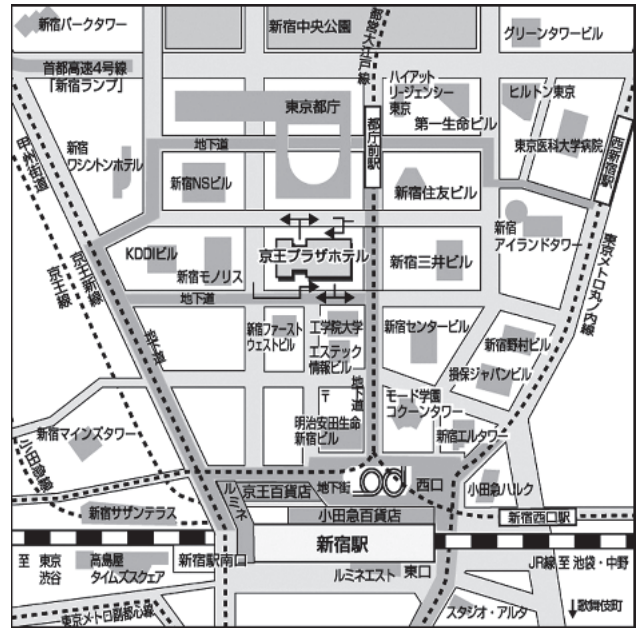 新宿パークタワー
新宿中央公園
都営大江戸線
グリーンタワービル
首都高速4号線
「新宿ランプ」
ハイアット
リージェンシー
東京
ヒルトン東京
東京都庁
第一生命ビル
都庁前駅
東京医科大学病院
西新宿駅
甲州街道
新宿
ワシントンホテル
地下道
新宿NSビル
新宿住友ビル
新宿
アイランドタワー
KDDIビル
新宿モノリス
京王プラザホテル
新宿三井ビル
京王線
京王新線
地下道
東京メトロ丸ノ内線
地下道
新宿ファースト
ウェストビル
工学院大学
エステック
情報ビル
新宿センタービル
新宿野村ビル
損保ジャパンビル
地下道
〒
明治安田生命
新宿ビル
モード学園
コクーンタワー
新宿エルタワー
新宿マインズタワー
小田急線
ルミネ
京王百貨店
地下街
西口
小田急ハルク
新宿サザンテラス
小田急百貨店
新宿西口駅
新宿駅
至 東京
渋谷
高島屋
タイムズスクェア
新宿駅南口
ルミネエスト
東口
JR線 至 池袋・中野
東京メトロ副都心線
スタジオ・アルタ
↓歌舞伎町